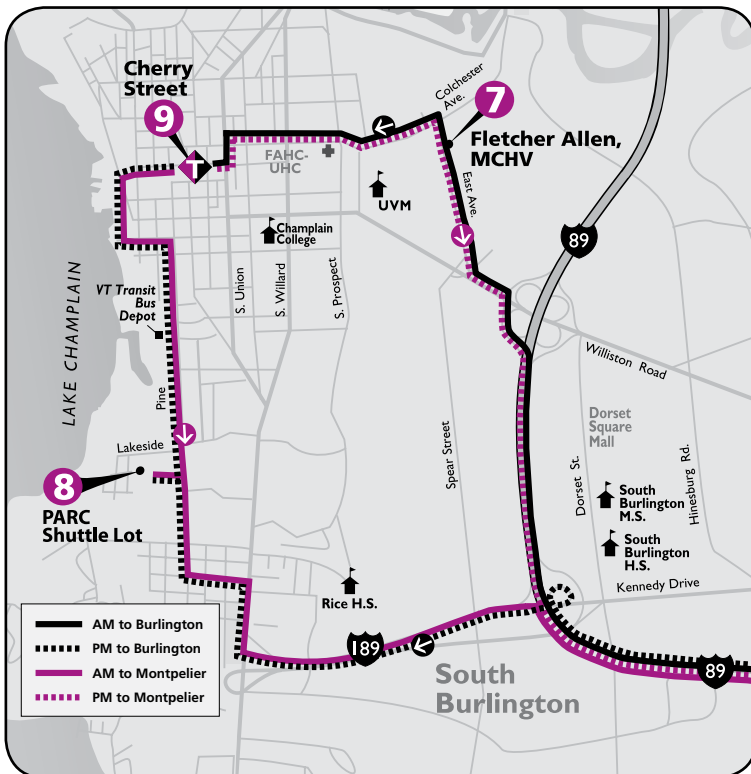 Cherry
Street
9
Colchester
Ave.
7
Fletcher Allen,
MCHV
FAHC-
UHC
UVM
East Ave.
89
Champlain
College
S. Union
S. Willard
S. Prospect
VT Transit
Bus
Depot
LAKE CHAMPLAIN
Pine
Williston Road
Dorset
Square
Mall
Lakeside
Spear Street
Dorset St.
Hinesburg Rd.
8
PARC
Shuttle Lot
South
Burlington
M.S.
South
Burlington
H.S.
Kennedy Drive
Rice H.S.
AM to Burlington
PM to Burlington
AM to Montpelier
PM to Montpelier
189
South
Burlington
89